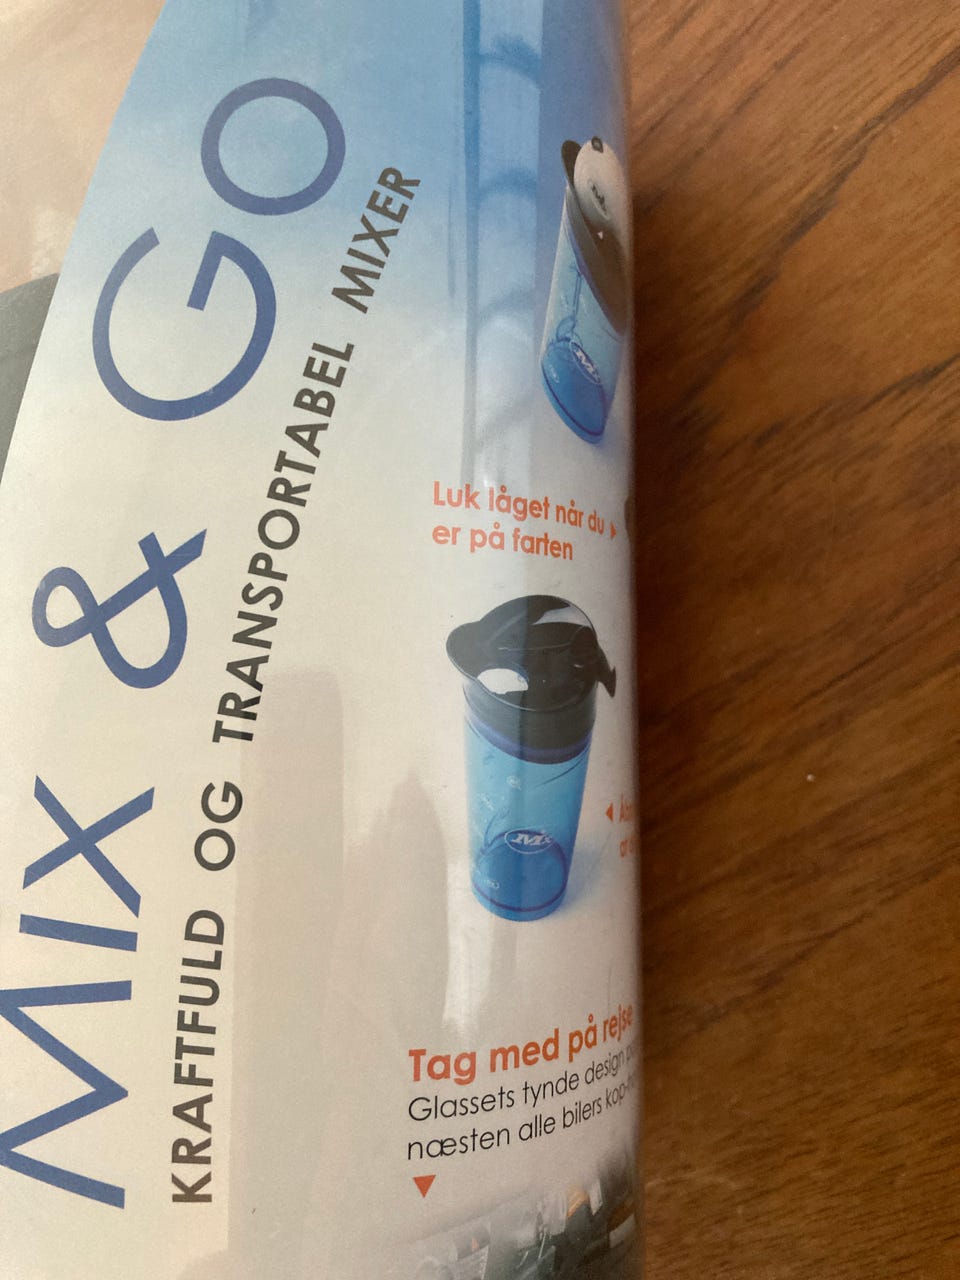 MIX & GO
KRAFTFULD OG TRANSPORTABEL MIXER
Luk låget når du
er på farten
Tag med på rejse
Glassets tynde design
næsten alle bilers